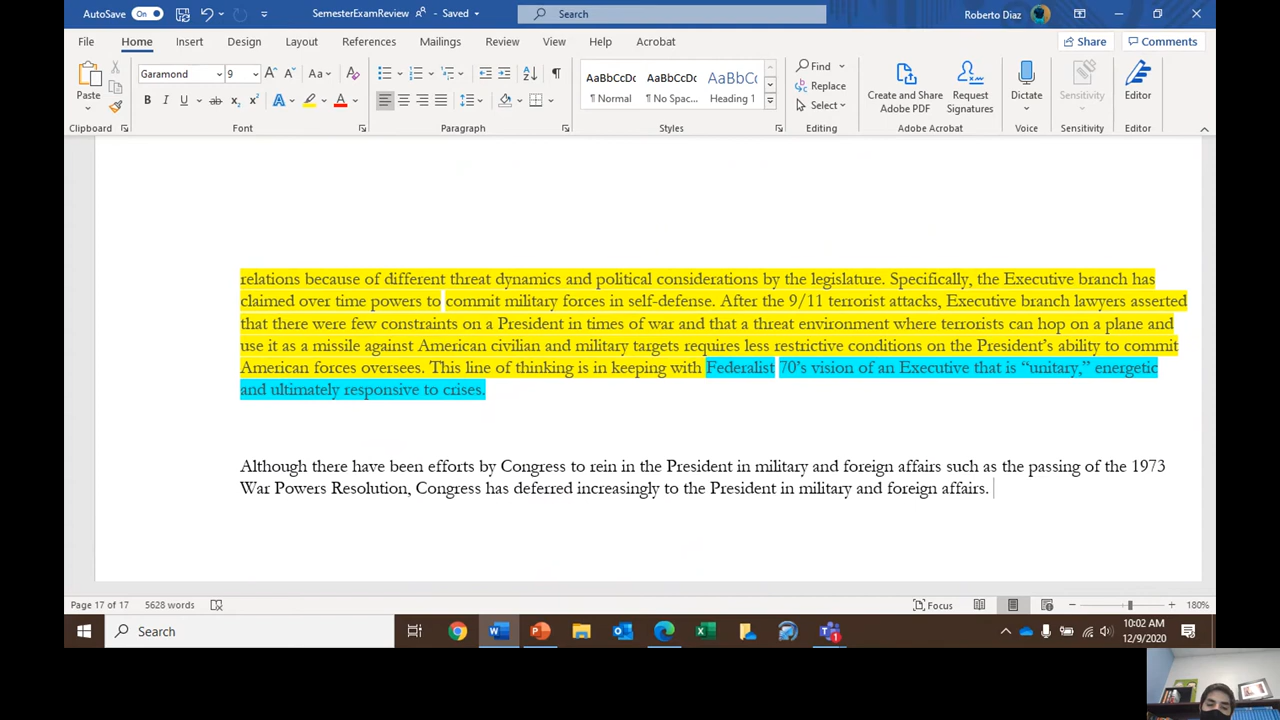 AutoSave On SemesterExamReview Saved Search Roberto Diaz
File Home Insert Design Layout References Mailings Review View Help Acrobat Share Comments
Garamond 9 Aa AaBbCcDc AaBbCcDc AaBbC Find
Paste Replace Create and Share Request Dictate Sensitivity Editor
B I U ab x₂ x² A A ¶ Normal ¶ No Spac... Heading 1 Select Adobe PDF Signatures
Clipboard Font Paragraph Styles Editing Adobe Acrobat Voice Sensitivity Editor
relations because of different threat dynamics and political considerations by the legislature. Specifically, the Executive branch has
claimed over time powers to commit military forces in self-defense. After the 9/11 terrorist attacks, Executive branch lawyers asserted
that there were few constraints on a President in times of war and that a threat environment where terrorists can hop on a plane and
use it as a missile against American civilian and military targets requires less restrictive conditions on the President’s ability to commit
American forces oversees. This line of thinking is in keeping with Federalist 70’s vision of an Executive that is “unitary,” energetic
and ultimately responsive to crises.
Although there have been efforts by Congress to rein in the President in military and foreign affairs such as the passing of the 1973
War Powers Resolution, Congress has deferred increasingly to the President in military and foreign affairs.
Page 17 of 17 5628 words Focus 180%
Search 10:02 AM
12/9/2020